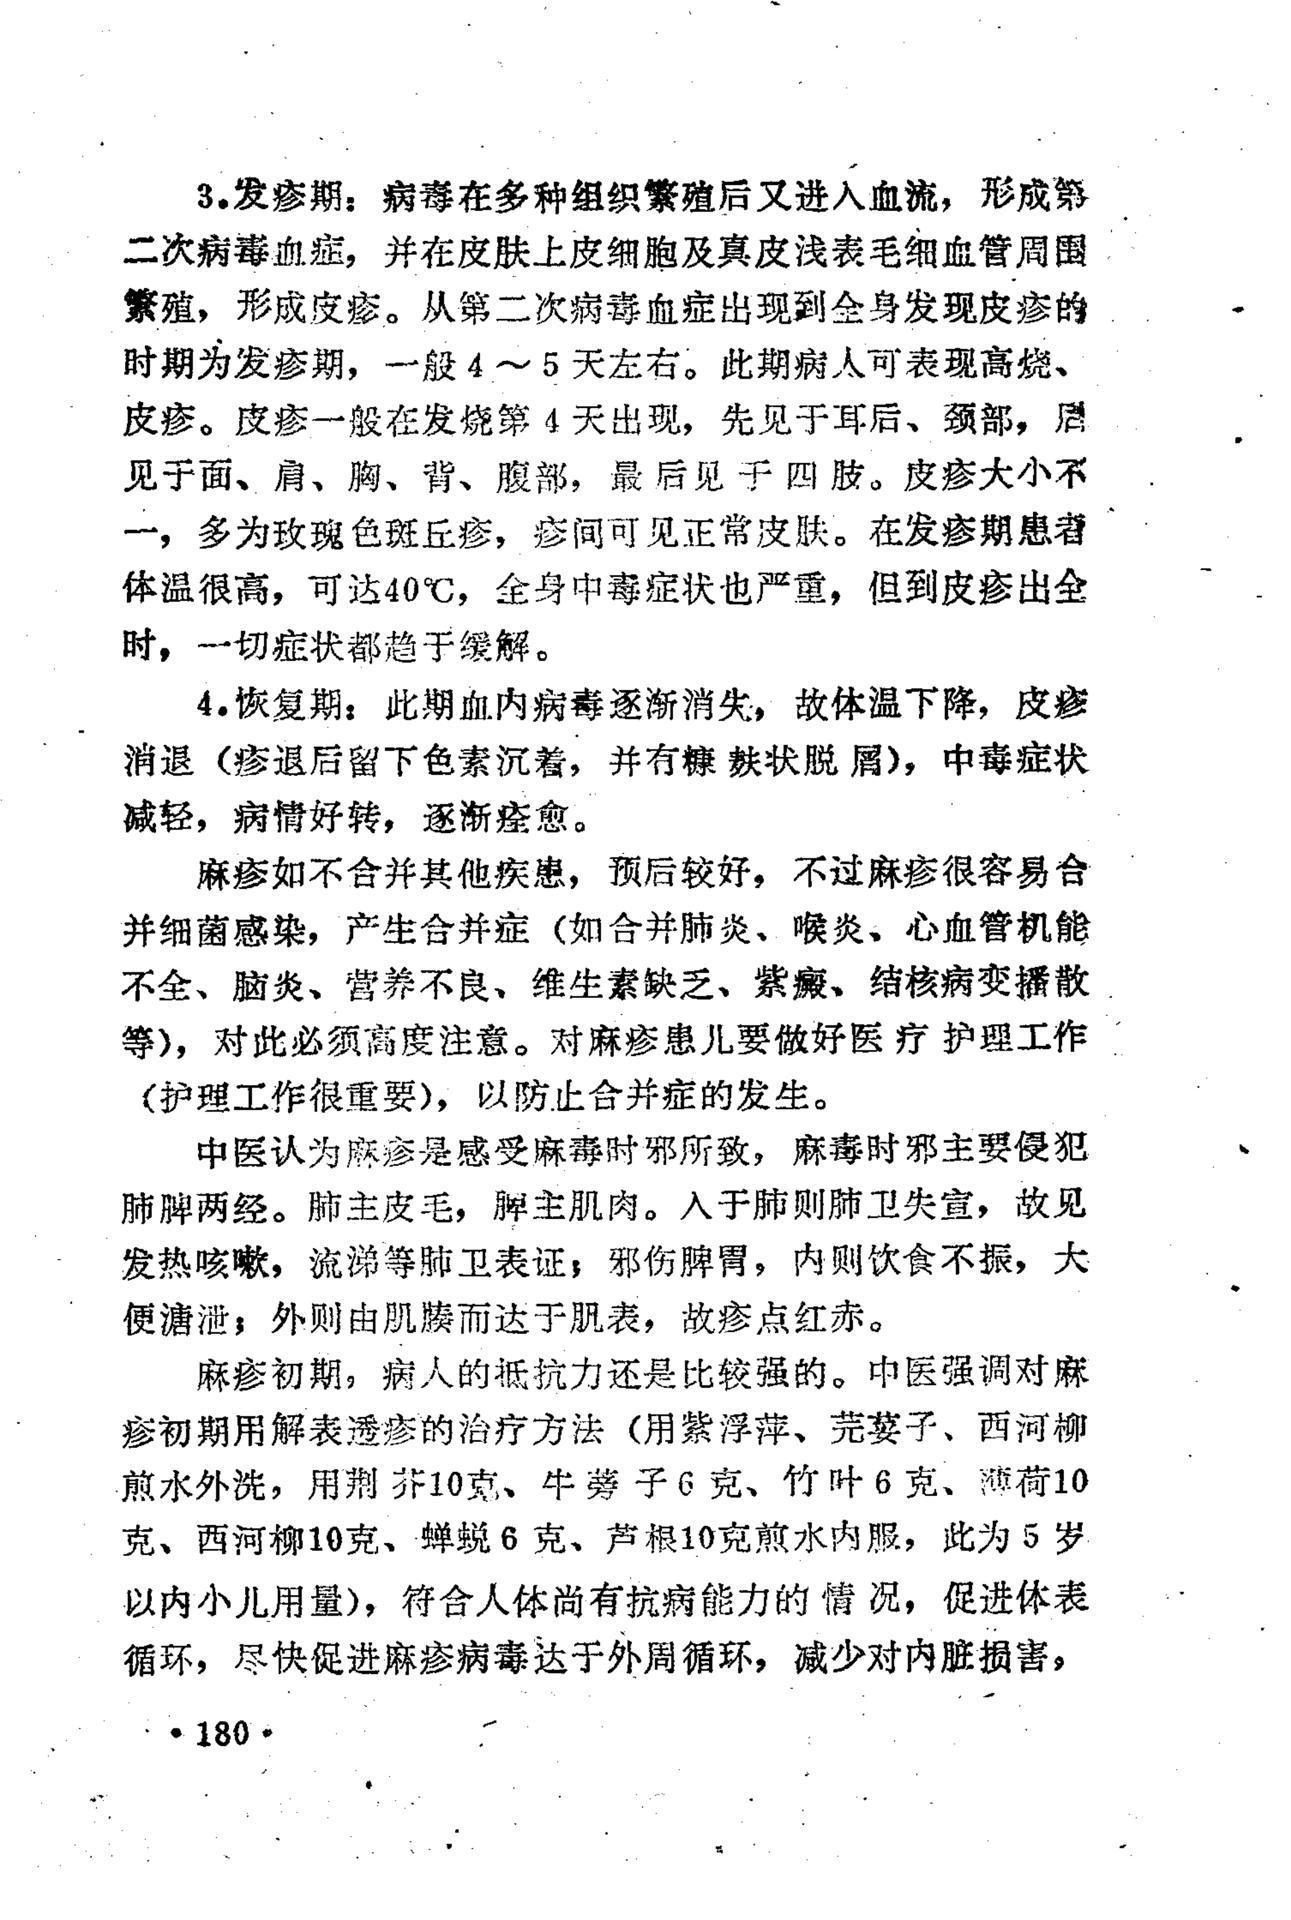 3.发疹期：病毒在多种组织繁殖后又进入血流，形成第
二次病毒血症，并在皮肤上皮细胞及真皮浅表毛细血管周围
繁殖，形成皮疹。从第二次病毒血症出现到全身发现皮疹的
时期为发疹期，一般4～5天左右。此期病人可表现高烧、
皮疹。皮疹一般在发烧第4天出现，先见于耳后、颈部，后
见于面、肩、胸、背、腹部，最后见于四肢。皮疹大小不
一，多为玫瑰色斑丘疹，疹间可见正常皮肤。在发疹期患者
体温很高，可达40℃，全身中毒症状也严重，但到皮疹出全
时，一切症状都趋于缓解。
4.恢复期：此期血内病毒逐渐消失，故体温下降，皮疹
消退（疹退后留下色素沉着，并有糠麸状脱屑），中毒症状
减轻，病情好转，逐渐痊愈。
麻疹如不合并其他疾患，预后较好，不过麻疹很容易合
并细菌感染，产生合并症（如合并肺炎、喉炎、心血管机能
不全、脑炎、营养不良、维生素缺乏、紫癜、结核病变播散
等），对此必须高度注意。对麻疹患儿要做好医疗护理工作
（护理工作很重要），以防止合并症的发生。
中医认为麻疹是感受麻毒时邪所致，麻毒时邪主要侵犯
肺脾两经。肺主皮毛，脾主肌肉。入于肺则肺卫失宣，故见
发热咳嗽，流涕等肺卫表证；邪伤脾胃，内则饮食不振，大
便溏泄；外则由肌腠而达于肌表，故疹点红赤。
麻疹初期，病人的抵抗力还是比较强的。中医强调对麻
疹初期用解表透疹的治疗方法（用紫浮萍、芫荽子、西河柳
煎水外洗，用荆芥10克、牛蒡子6克、竹叶6克、薄荷10
克、西河柳10克、蝉蜕6克、芦根10克煎水内服，此为5岁
以内小儿用量），符合人体尚有抗病能力的情况，促进体表
循环，尽快促进麻疹病毒达于外周循环，减少对内脏损害，
•180•